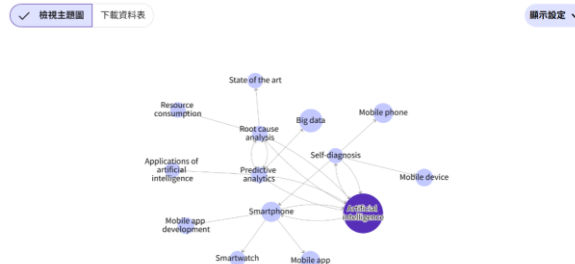 檢視主題圖
下載資料表
顯示設定
State of the art
Resource
consumption
Big data
Mobile phone
Root cause
analysis
Self-diagnosis
Applications of
artificial
intelligence
Predictive
analytics
Mobile device
Smartphone
Artificial
intelligence
Mobile app
development
Smartwatch
Mobile app